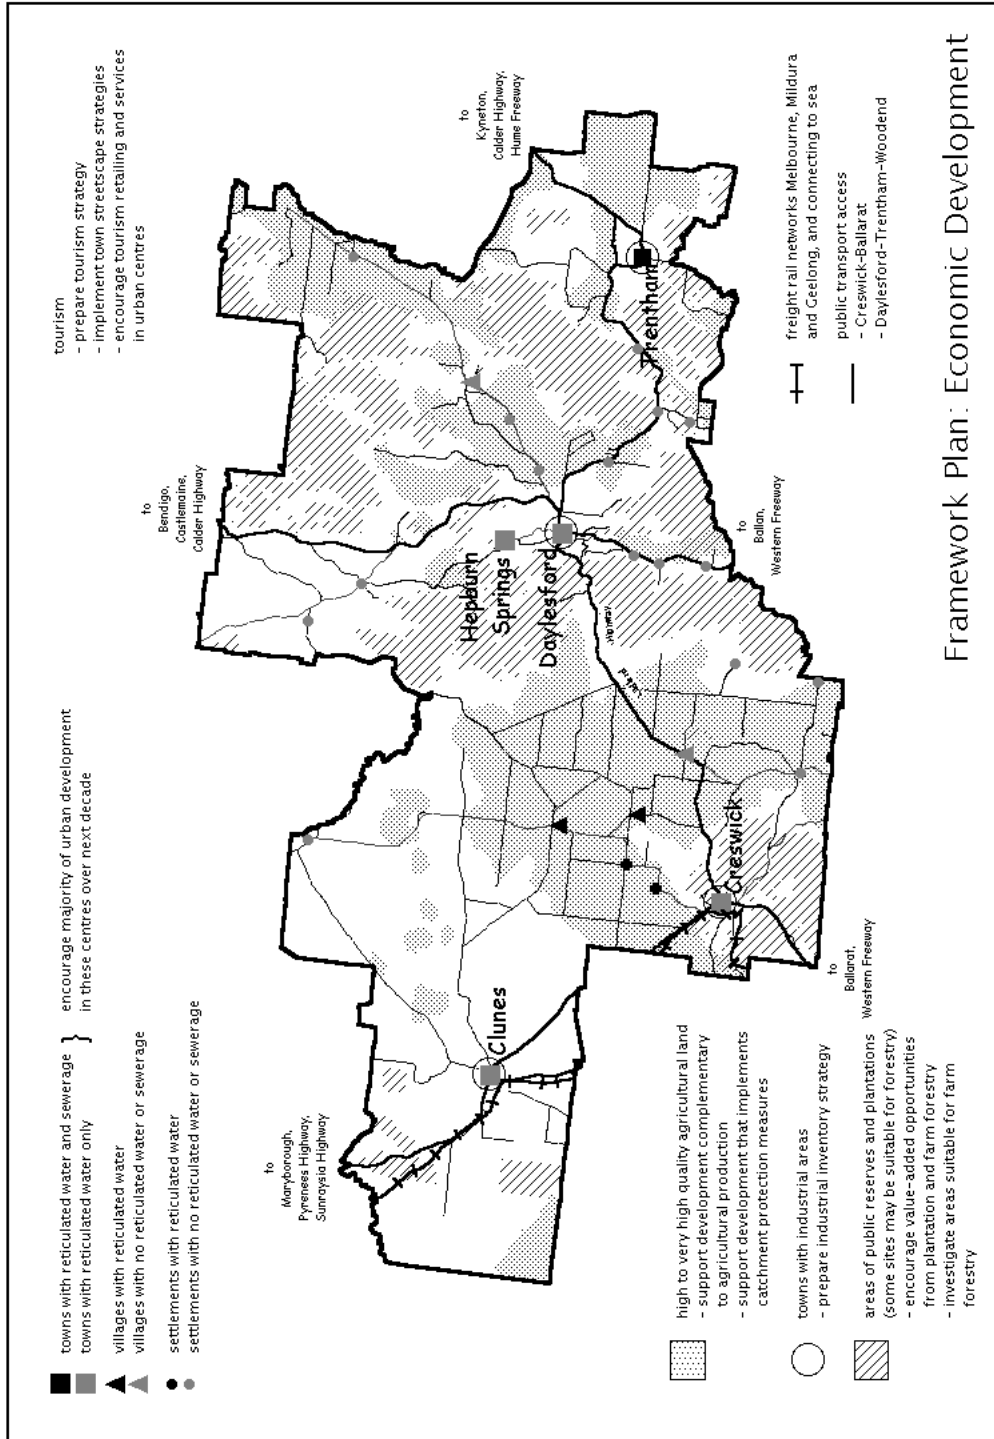 towns with reticulated water and sewerage
towns with reticulated water only
}
encourage majority of urban development
in these centres over next decade
villages with reticulated water
villages with no reticulated water or sewerage
settlements with reticulated water
settlements with no reticulated water or sewerage
tourism
- prepare tourism strategy
- implement town streetscape strategies
- encourage tourism retailing and services
in urban centres
to
Maryborough,
Pyrenees Highway,
Sunraysia Highway
to
Bendigo,
Castlemaine,
Calder Highway
to
Kyneton,
Calder Highway,
Hume Freeway
Clunes
Hepburn
Springs
Daylesford
Trentham
Creswick
Midland
Highway
to
Ballarat,
Western Freeway
to
Ballan,
Western Freeway
high to very high quality agricultural land
- support development complementary
to agricultural production
- support development that implements
catchment protection measures
towns with industrial areas
- prepare industrial inventory strategy
areas of public reserves and plantations
(some sites may be suitable for forestry)
- encourage value-added opportunities
from plantation and farm forestry
- investigate areas suitable for farm
forestry
freight rail networks Melbourne, Mildura
and Geelong, and connecting to sea
public transport access
- Creswick-Ballarat
- Daylesford-Trentham-Woodend
Framework Plan: Economic Development